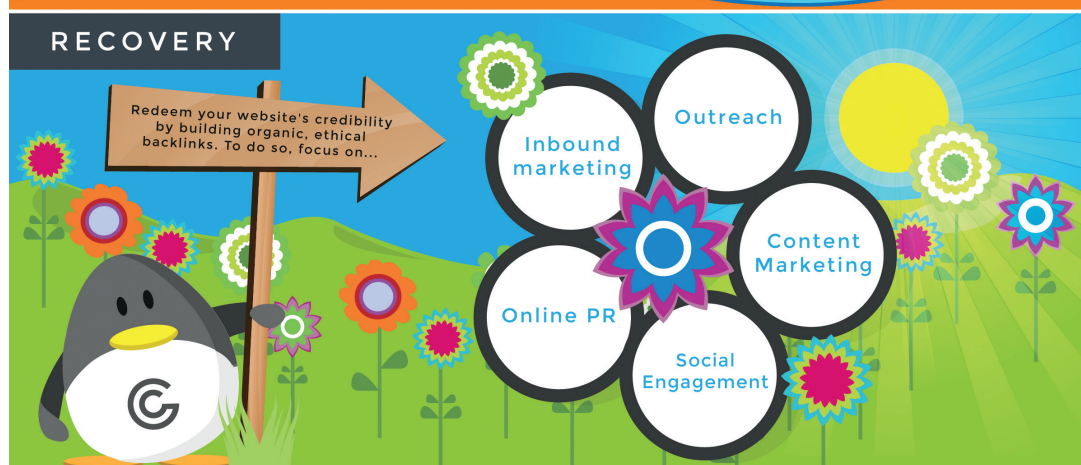 RECOVERY
Redeem your website's credibility
by building organic, ethical
backlinks. To do so, focus on...
Inbound
marketing
Outreach
Content
Marketing
Social
Engagement
Online PR